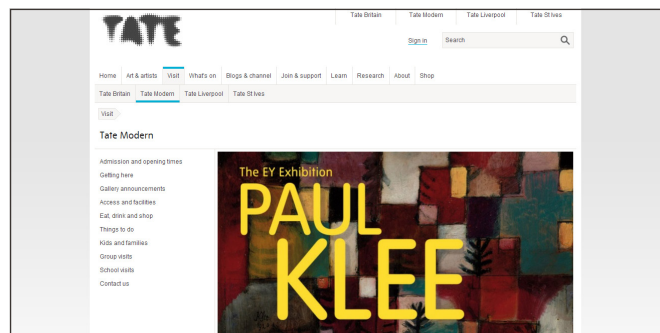 Tate Britain Tate Modern Tate Liverpool Tate St Ives
TATE
Sign in Search
Home Art & artists Visit What's on Blogs & channel Join & support Learn Research About Shop
Tate Britain Tate Modern Tate Liverpool Tate St Ives
Visit
Tate Modern
Admission and opening times
Getting here
Gallery announcements
Access and facilities
Eat, drink and shop
Things to do
Kids and families
Group visits
School visits
Contact us
The EY Exhibition
PAUL
KLEE